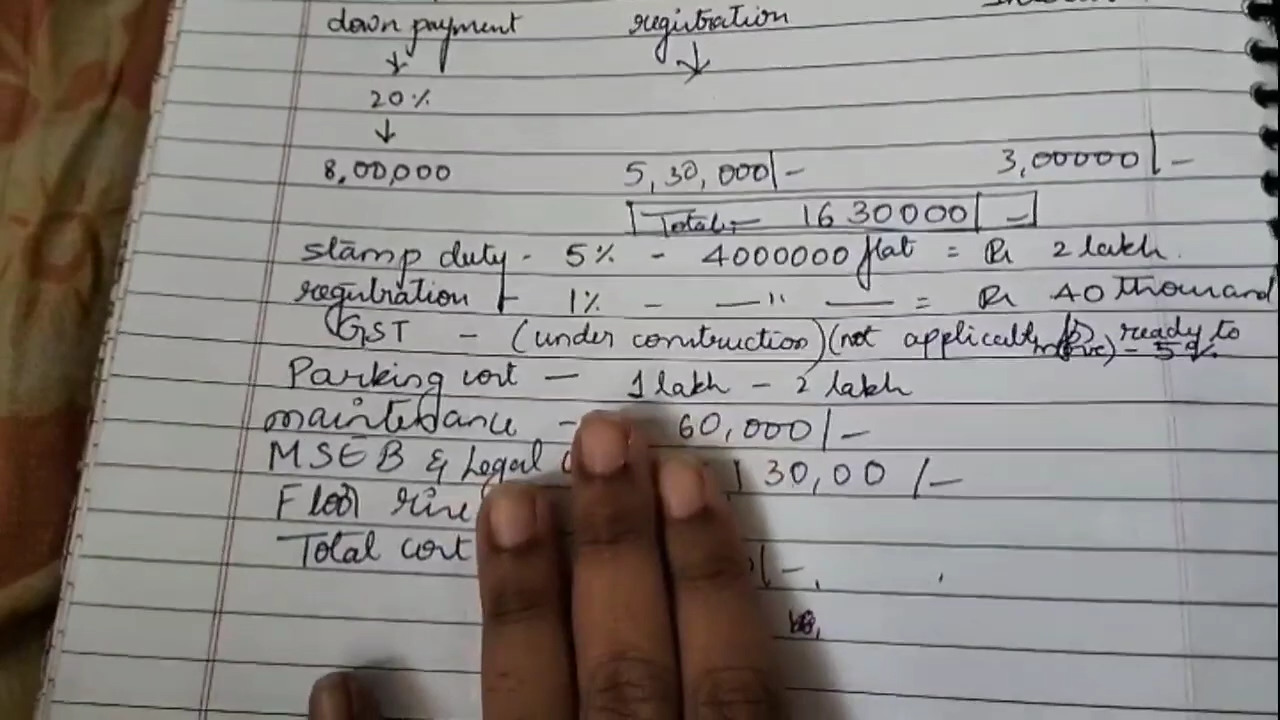 down payment registration
↓ ↓
20%
↓
8,00,000 5,30,000/- 3,00000/-
Total:- 1630000/-
stamp duty - 5% - 4000000 flat = Rs 2 lakh.
registration - 1% - —"— = Rs 40 thousand
GST - (under construction) (not applicable ready to
move) - 5%
Parking cost - 1 lakh - 2 lakh
maintenance - 60,000/-
MSEB & Legal 130,00/-
Floor rise
Total cost /-